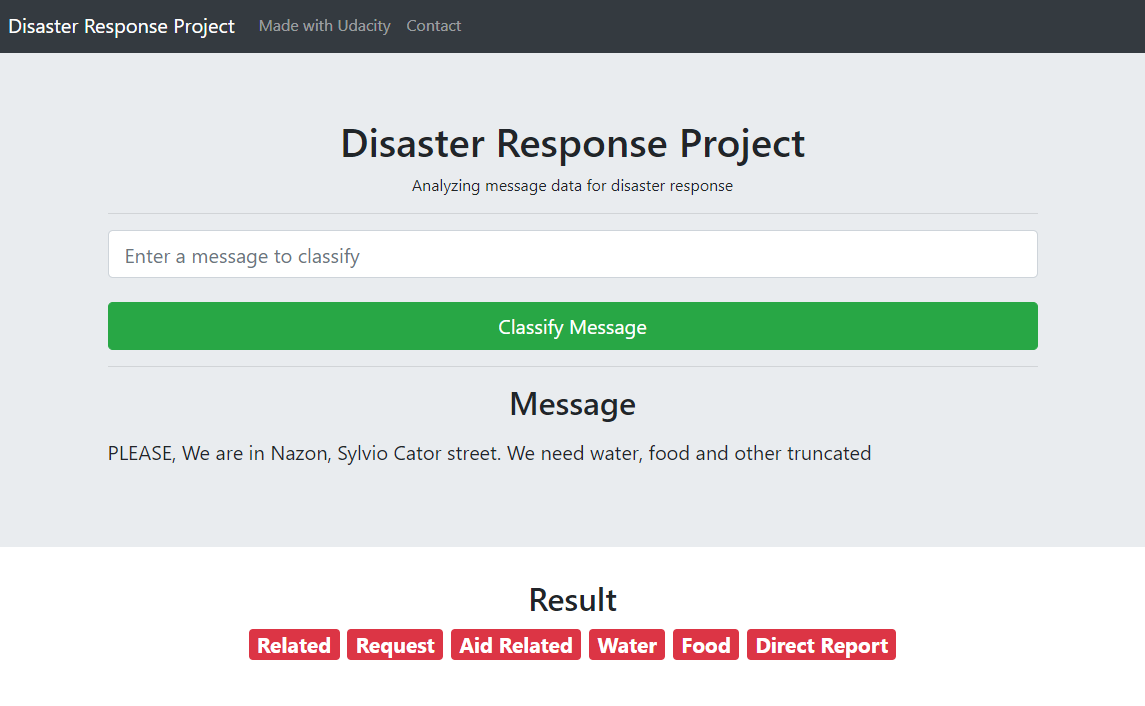 Disaster Response Project Made with Udacity Contact
Disaster Response Project
Analyzing message data for disaster response
Enter a message to classify
Classify Message
Message
PLEASE, We are in Nazon, Sylvio Cator street. We need water, food and other truncated
Result
Related Request Aid Related Water Food Direct Report